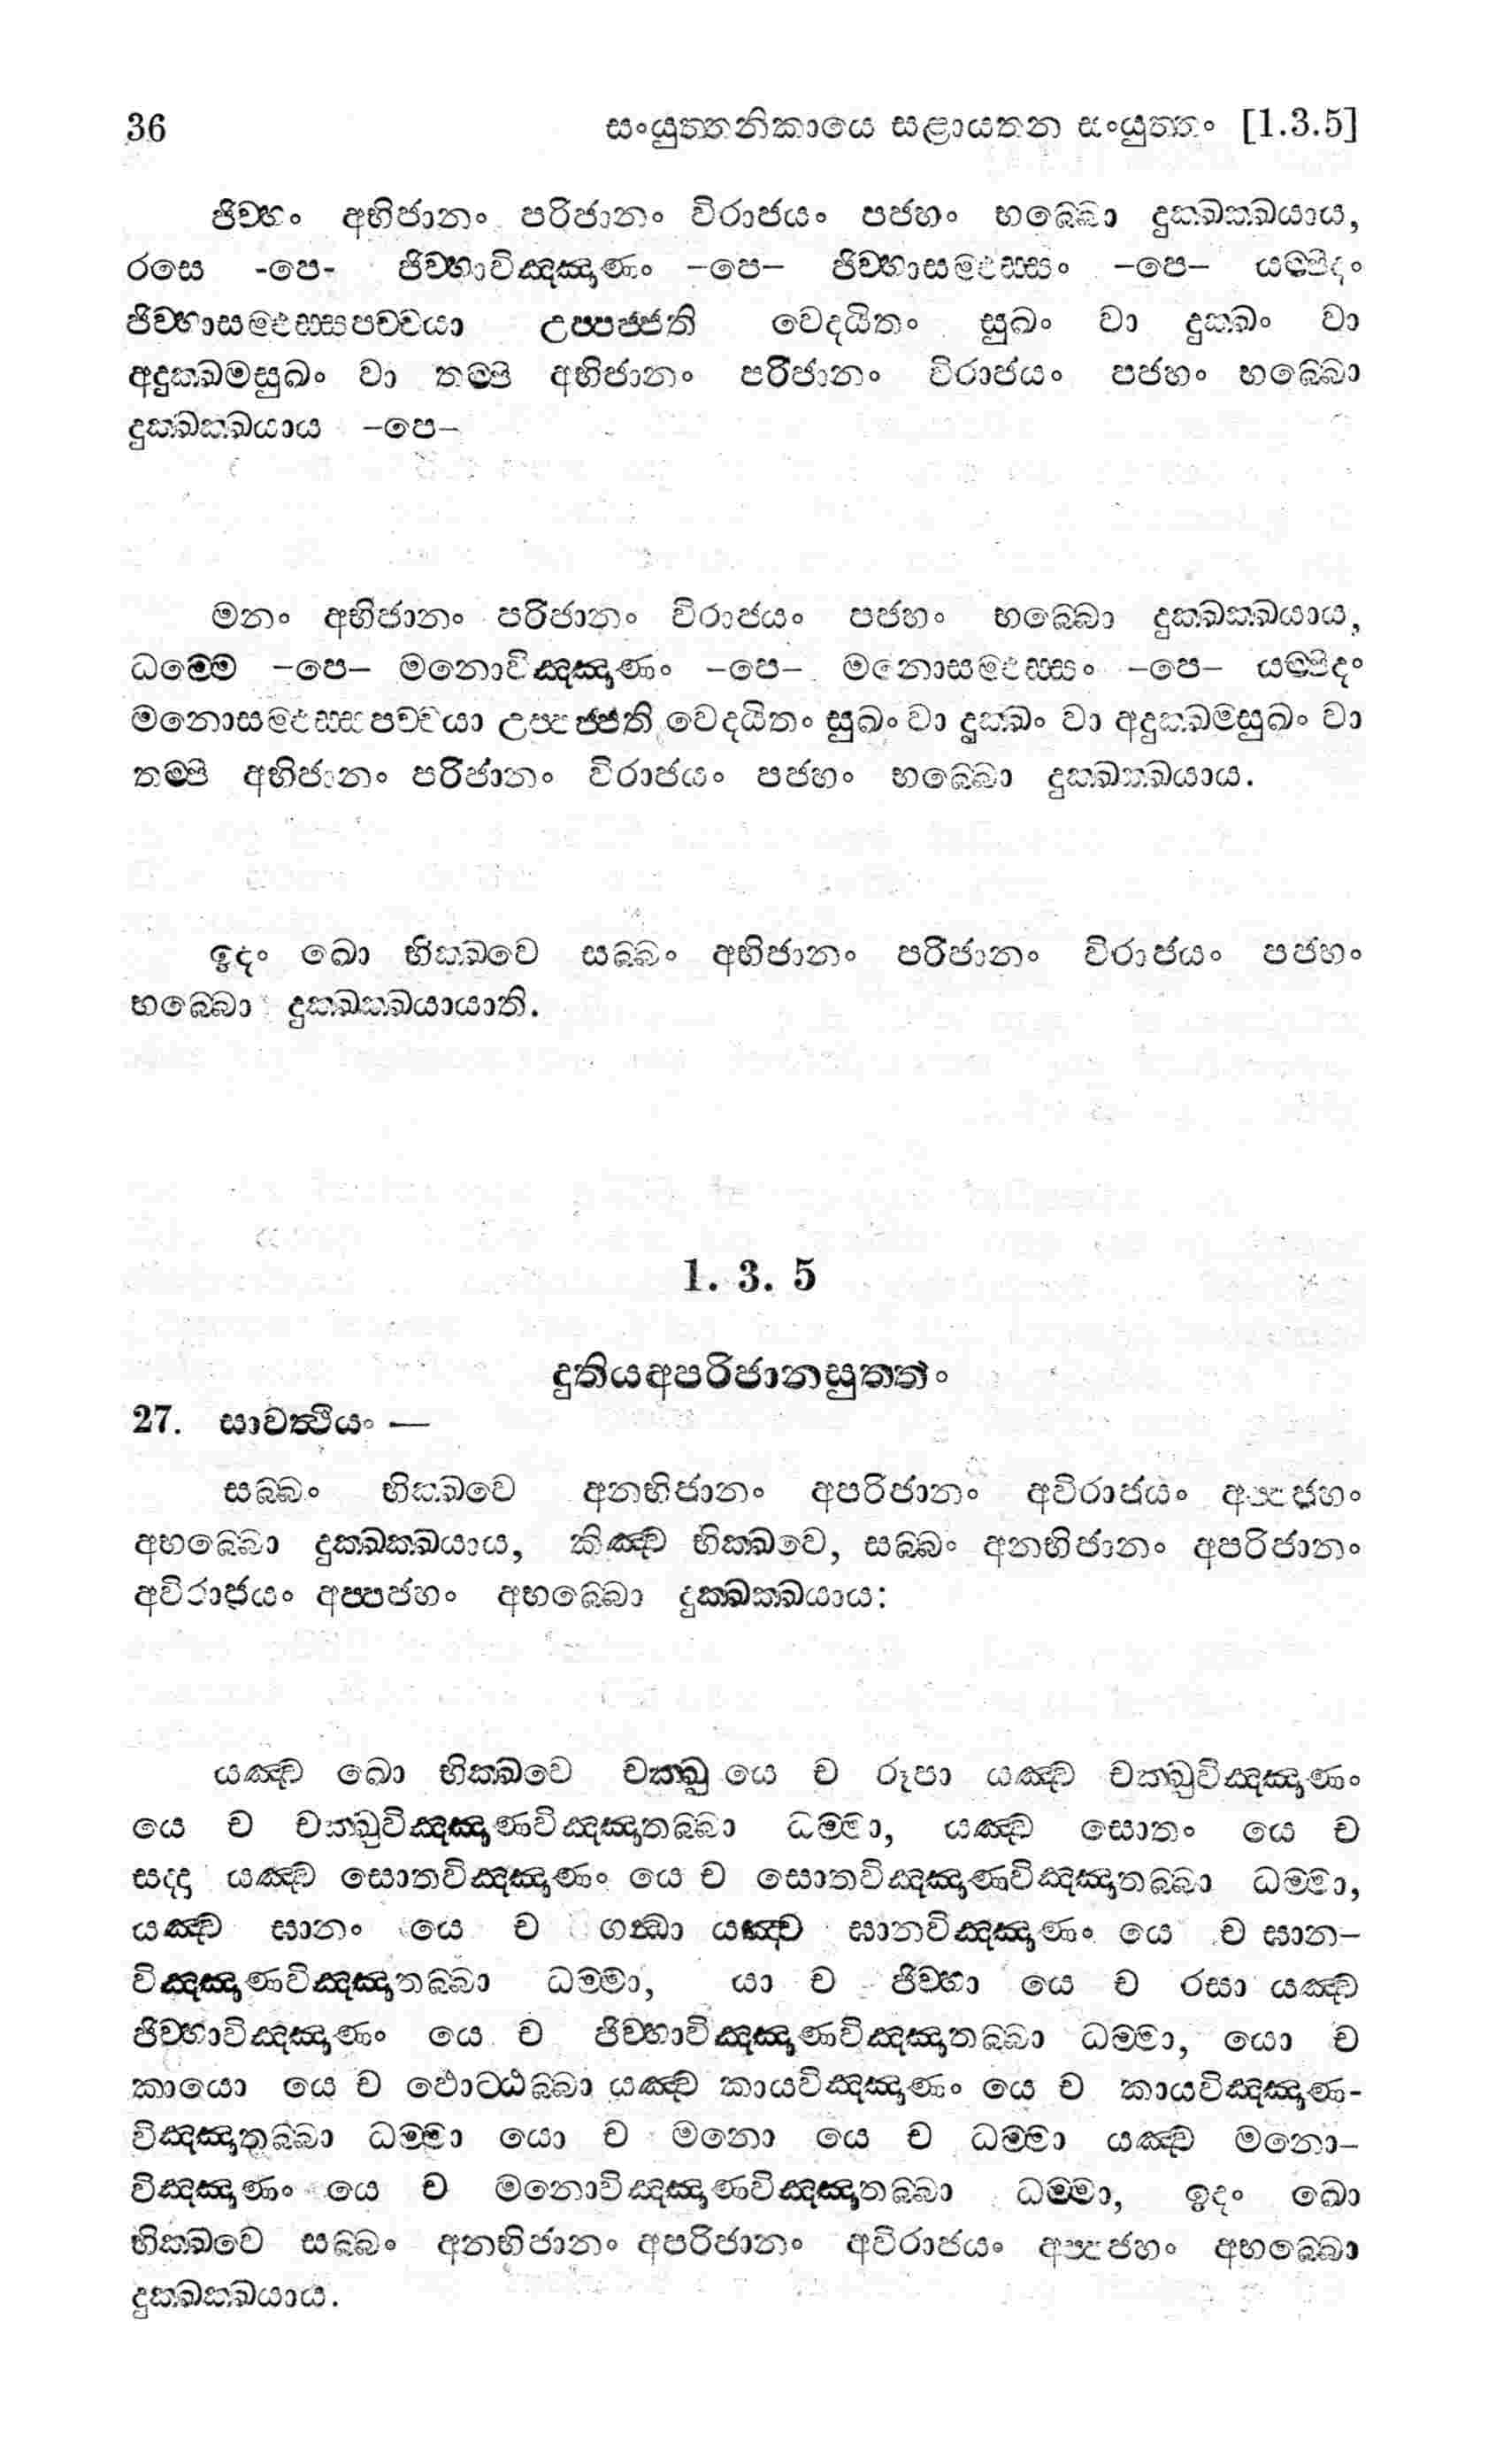 36 සංයුත්තනිකායෙ සළායතන සංයුත්තං [1.3.5]
ජිව්හං අභිජානං පරිජානං විරාජයං පජහං භබ්බො දුක්ඛක්ඛයාය,
රසෙ -පෙ- ජිව්හාවිඤ්ඤාණං –පෙ– ජිව්හාසම්ඵස්සං –පෙ– යම්පිදං
ජිව්හාසම්ඵස්සපච්චයා උප්පජ්ජති වෙදයිතං සුඛං වා දුක්ඛං වා
අදුක්ඛමසුඛං වා තම්පි අභිජානං පරිජානං විරාජයං පජහං භබ්බො
දුක්ඛක්ඛයාය –පෙ–
මනං අභිජානං පරිජානං විරාජයං පජහං භබ්බො දුක්ඛක්ඛයාය,
ධම්මෙ –පෙ– මනොවිඤ්ඤාණං –පෙ– මනොසම්ඵස්සං –පෙ– යම්පිදං
මනොසම්ඵස්සපච්චයා උප්පජ්ජති වෙදයිතං සුඛං වා දුක්ඛං වා අදුක්ඛමසුඛං වා
තම්පි අභිජානං පරිජානං විරාජයං පජහං භබ්බො දුක්ඛක්ඛයාය.
ඉදං ඛො භික්ඛවෙ සබ්බං අභිජානං පරිජානං විරාජයං පජහං
භබ්බො දුක්ඛක්ඛයායාති.
1. 3. 5
දුතියඅපරිජානසුත්තං
27. සාවත්ථියං —
සබ්බං භික්ඛවෙ අනභිජානං අපරිජානං අවිරාජයං අප්පජහං
අභබ්බො දුක්ඛක්ඛයාය, කිඤ්ච භික්ඛවෙ, සබ්බං අනභිජානං අපරිජානං
අවිරාජයං අප්පජහං අභබ්බො දුක්ඛක්ඛයාය:
යඤ්ච ඛො භික්ඛවෙ චක්ඛු යෙ ච රූපා යඤ්ච චක්ඛුවිඤ්ඤාණං
යෙ ච චක්ඛුවිඤ්ඤාණවිඤ්ඤාතබ්බා ධම්මා, යඤ්ච සොතං යෙ ච
සද්දා යඤ්ච සොතවිඤ්ඤාණං යෙ ච සොතවිඤ්ඤාණවිඤ්ඤාතබ්බා ධම්මා,
යඤ්ච ඝානං යෙ ච ගන්ධා යඤ්ච ඝානවිඤ්ඤාණං යෙ ච ඝාන–
විඤ්ඤාණවිඤ්ඤාතබ්බා ධම්මා, යා ච ජිව්හා යෙ ච රසා යඤ්ච
ජිව්හාවිඤ්ඤාණං යෙ ච ජිව්හාවිඤ්ඤාණවිඤ්ඤාතබ්බා ධම්මා, යො ච
කායො යෙ ච ඵොට්ඨබ්බා යඤ්ච කායවිඤ්ඤාණං යෙ ච කායවිඤ්ඤාණ-
විඤ්ඤාතබ්බා ධම්මා යො ච මනො යෙ ච ධම්මා යඤ්ච මනො–
විඤ්ඤාණං යෙ ච මනොවිඤ්ඤාණවිඤ්ඤාතබ්බා ධම්මා, ඉදං ඛො
භික්ඛවෙ සබ්බං අනභිජානං අපරිජානං අවිරාජයං අප්පජහං අභබ්බො
දුක්ඛක්ඛයාය.